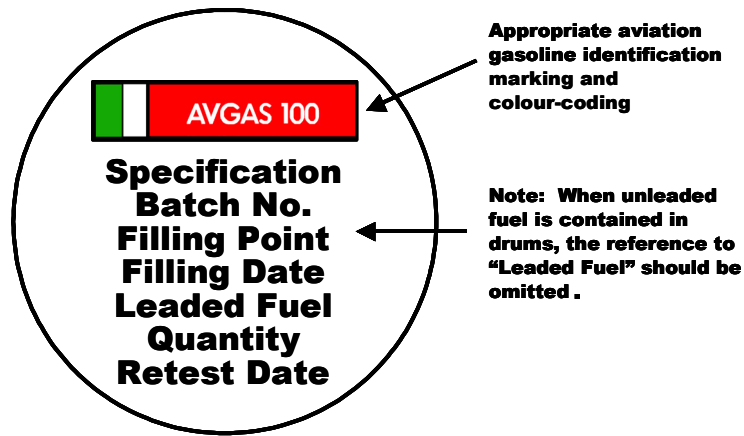 AVGAS 100
Specification
Batch No.
Filling Point
Filling Date
Leaded Fuel
Quantity
Retest Date
Appropriate aviation
gasoline identification
marking and
colour-coding
Note: When unleaded
fuel is contained in
drums, the reference to
“Leaded Fuel” should be
omitted .